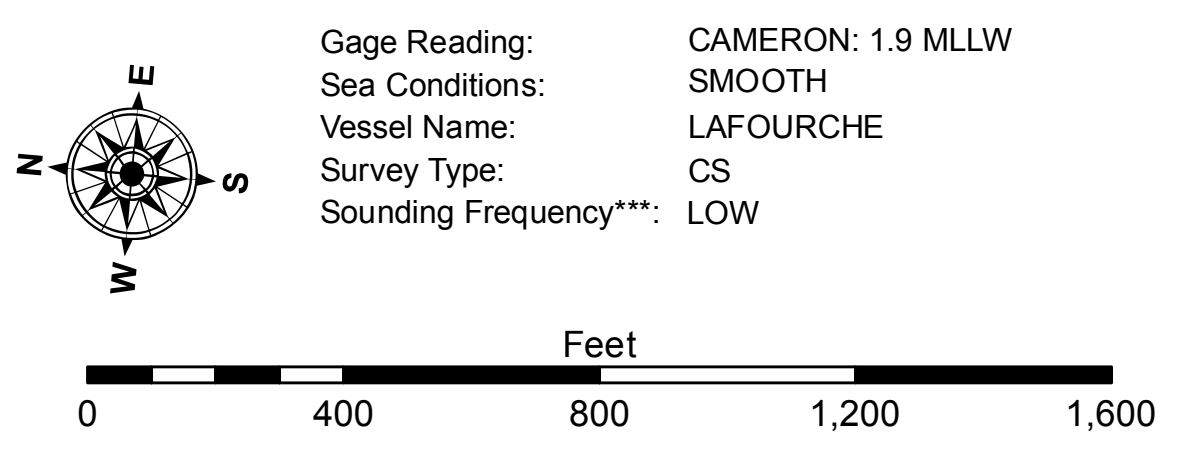 E
N
S
W
Gage Reading: CAMERON: 1.9 MLLW
Sea Conditions: SMOOTH
Vessel Name: LAFOURCHE
Survey Type: CS
Sounding Frequency***: LOW
Feet
0 400 800 1,200 1,600